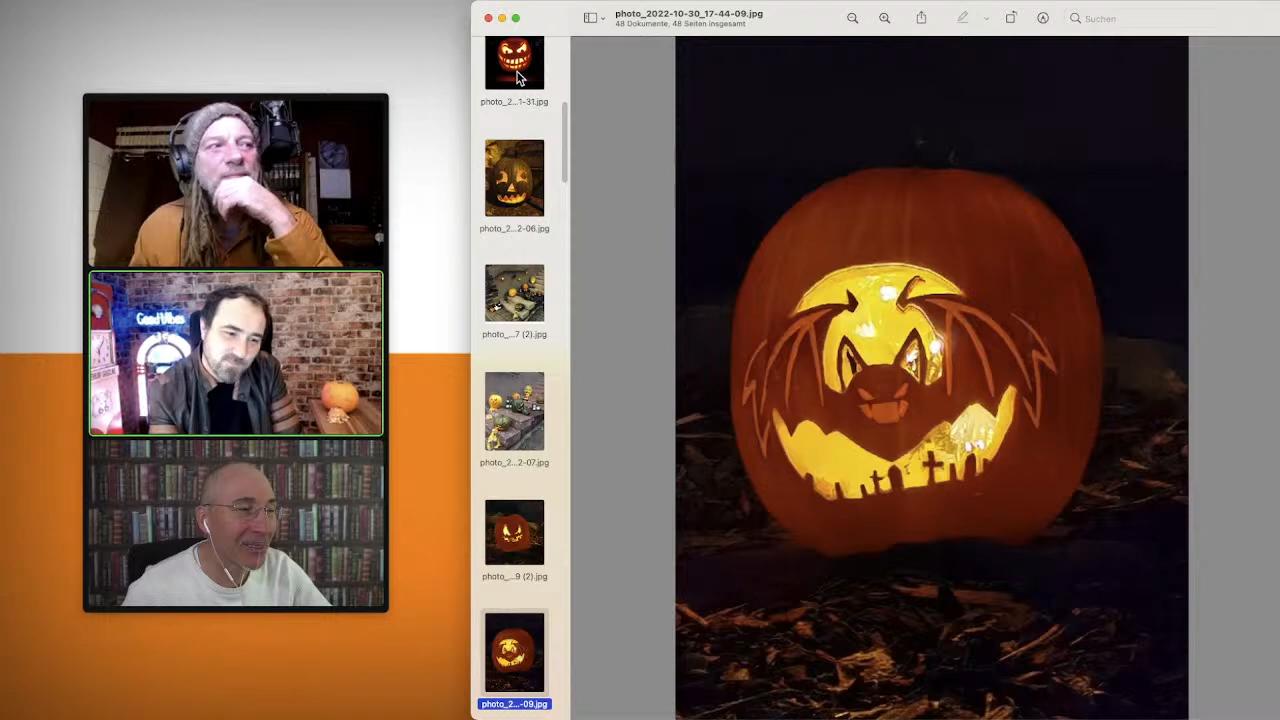 photo_2022-10-30_17-44-09.jpg
48 Dokumente, 48 Seiten insgesamt
Suchen
photo_2...1-31.jpg
photo_2...2-06.jpg
photo_...7 (2).jpg
photo_2...2-07.jpg
photo_...9 (2).jpg
photo_2...-09.jpg
Good Vibes